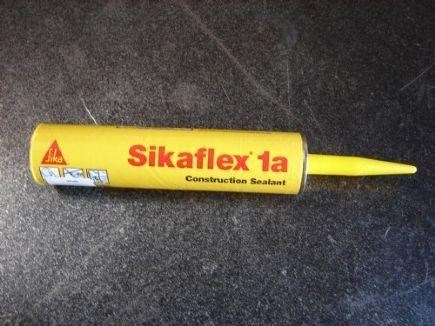 Sika
Sikaflex® 1a
Construction Sealant